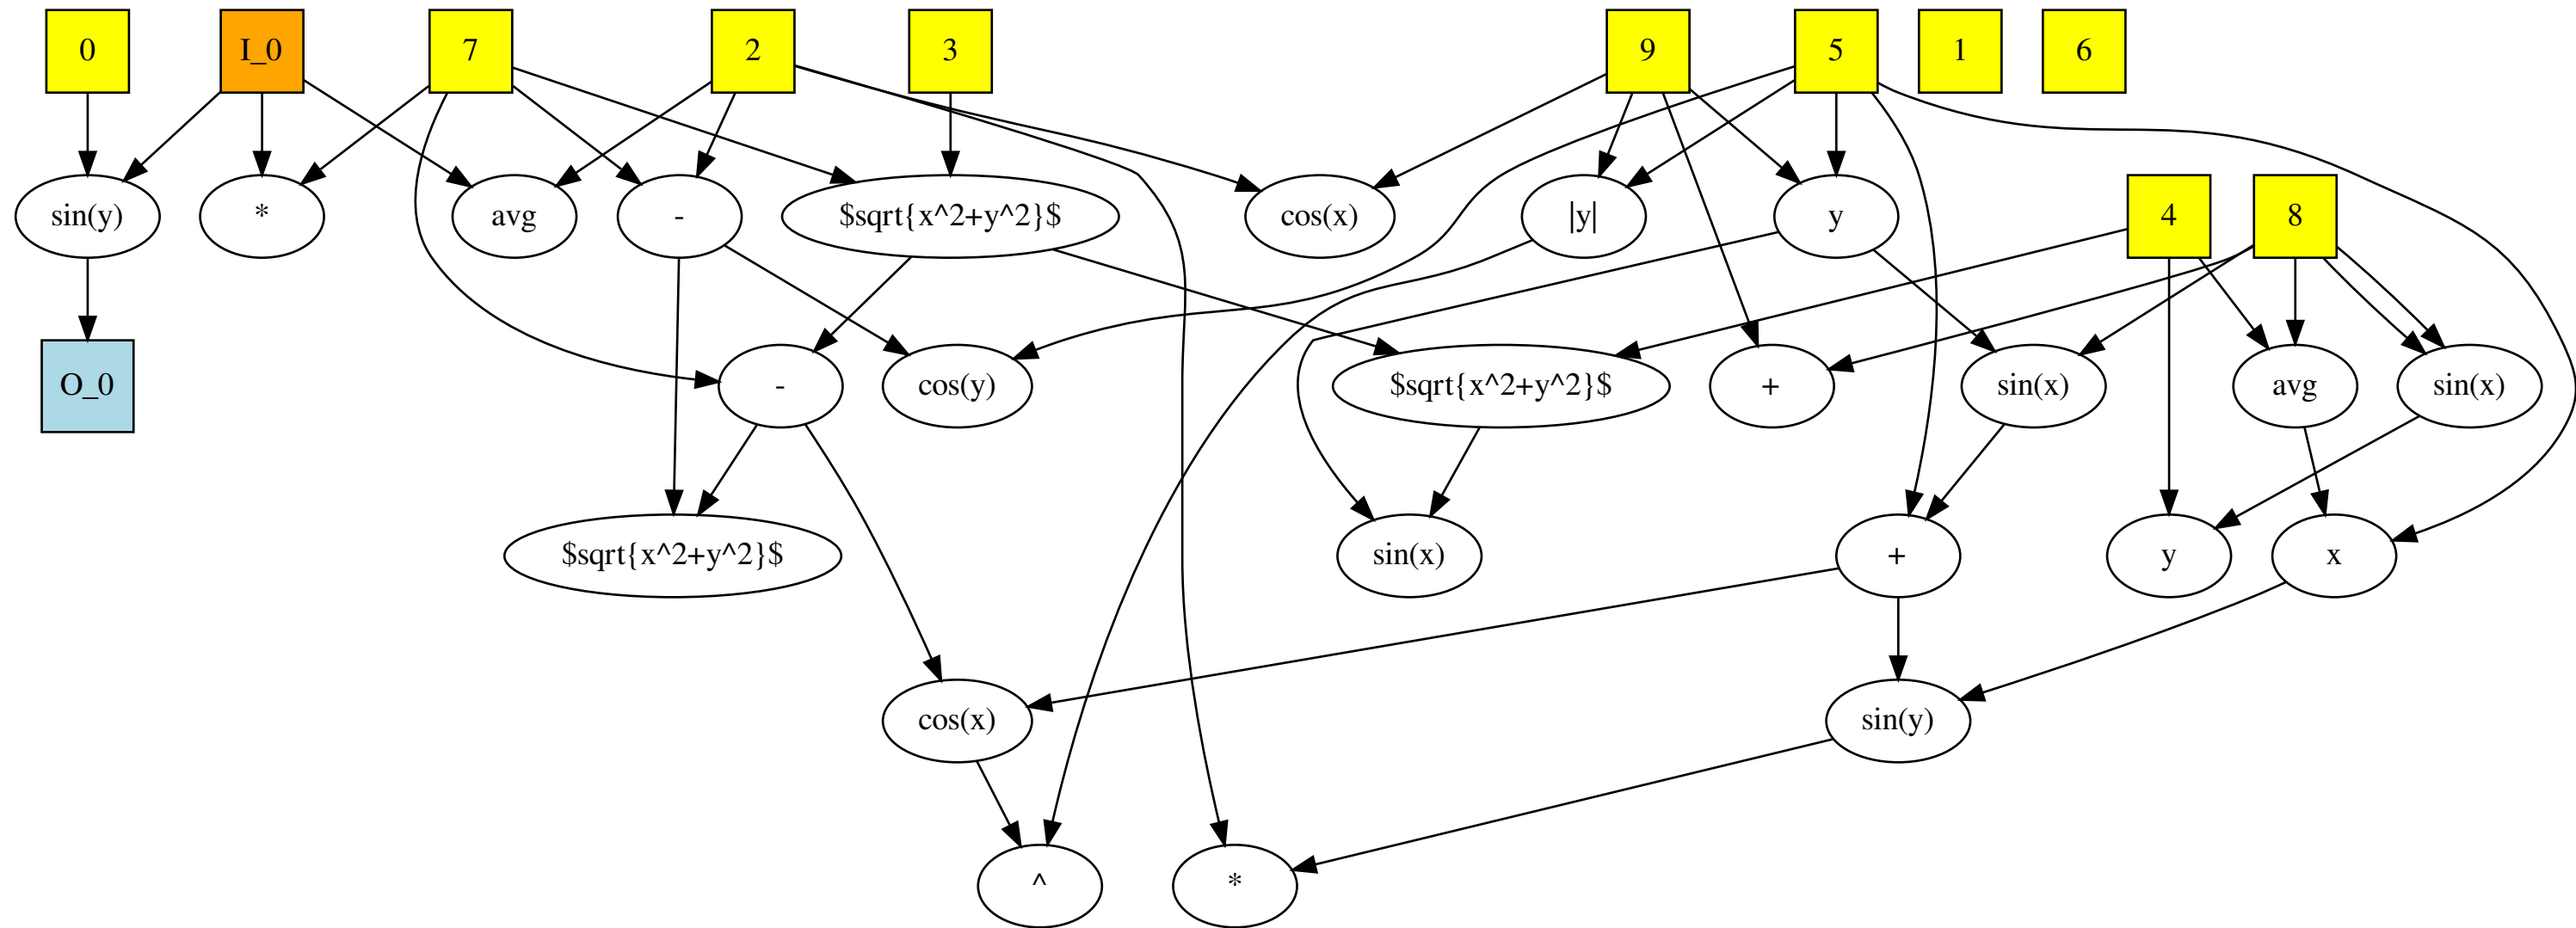 0
I_0
7
2
3
9
5
1
6
sin(y)
*
avg
-
$sqrt{x^2+y^2}$
cos(x)
|y|
y
4
8
O_0
-
cos(y)
$sqrt{x^2+y^2}$
+
sin(x)
avg
sin(x)
$sqrt{x^2+y^2}$
sin(x)
+
y
x
cos(x)
sin(y)
^
*